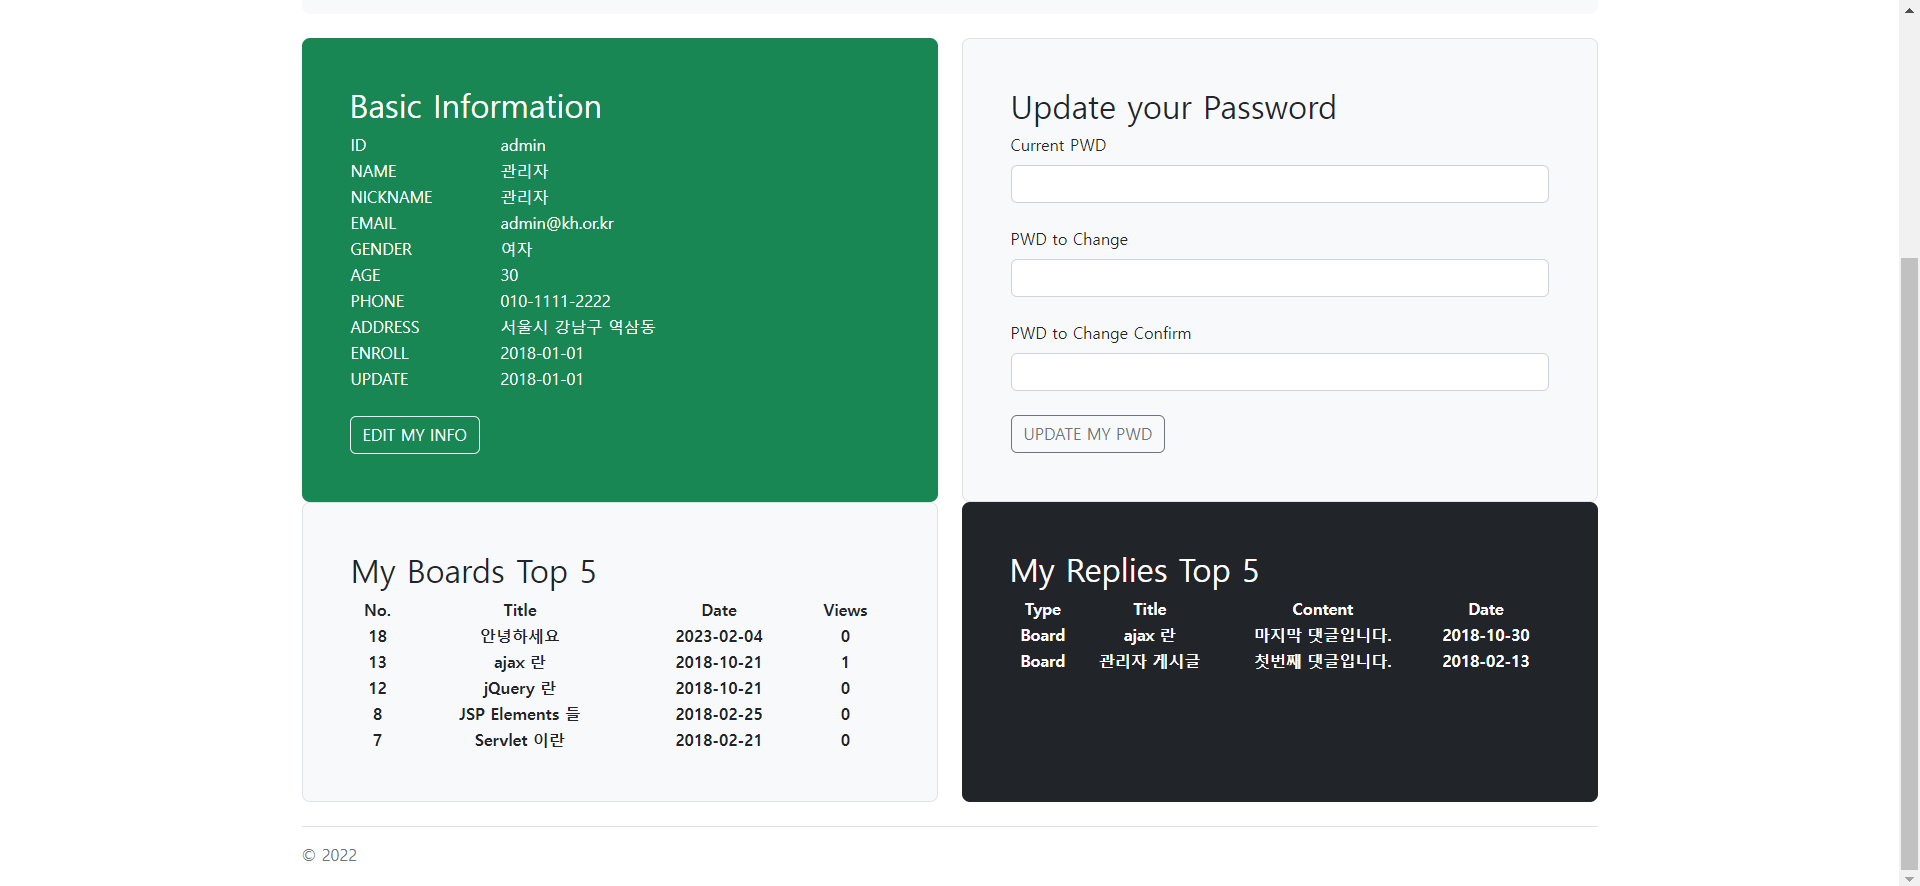 Basic Information
ID admin
NAME 관리자
NICKNAME 관리자
EMAIL admin@kh.or.kr
GENDER 여자
AGE 30
PHONE 010-1111-2222
ADDRESS 서울시 강남구 역삼동
ENROLL 2018-01-01
UPDATE 2018-01-01
EDIT MY INFO
Update your Password
Current PWD
PWD to Change
PWD to Change Confirm
UPDATE MY PWD
My Boards Top 5
No. Title Date Views
18 안녕하세요 2023-02-04 0
13 ajax 란 2018-10-21 1
12 jQuery 란 2018-10-21 0
8 JSP Elements 들 2018-02-25 0
7 Servlet 이란 2018-02-21 0
My Replies Top 5
Type Title Content Date
Board ajax 란 마지막 댓글입니다. 2018-10-30
Board 관리자 게시글 첫번째 댓글입니다. 2018-02-13
© 2022